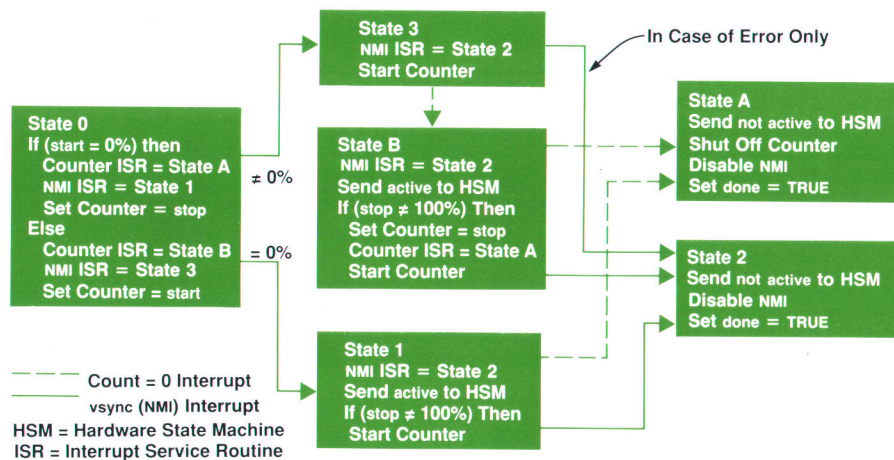 State 3
NMI ISR = State 2
Start Counter
In Case of Error Only
State 0
If (start = 0%) then
Counter ISR = State A
NMI ISR = State 1
Set Counter = stop
Else
Counter ISR = State B
NMI ISR = State 3
Set Counter = start
≠ 0%
= 0%
State B
NMI ISR = State 2
Send active to HSM
If (stop ≠ 100%) Then
Set Counter = stop
Counter ISR = State A
Start Counter
State A
Send not active to HSM
Shut Off Counter
Disable NMI
Set done = TRUE
State 2
Send not active to HSM
Disable NMI
Set done = TRUE
State 1
NMI ISR = State 2
Send active to HSM
If (stop ≠ 100%) Then
Start Counter
Count = 0 Interrupt
vsync (NMI) Interrupt
HSM = Hardware State Machine
ISR = Interrupt Service Routine